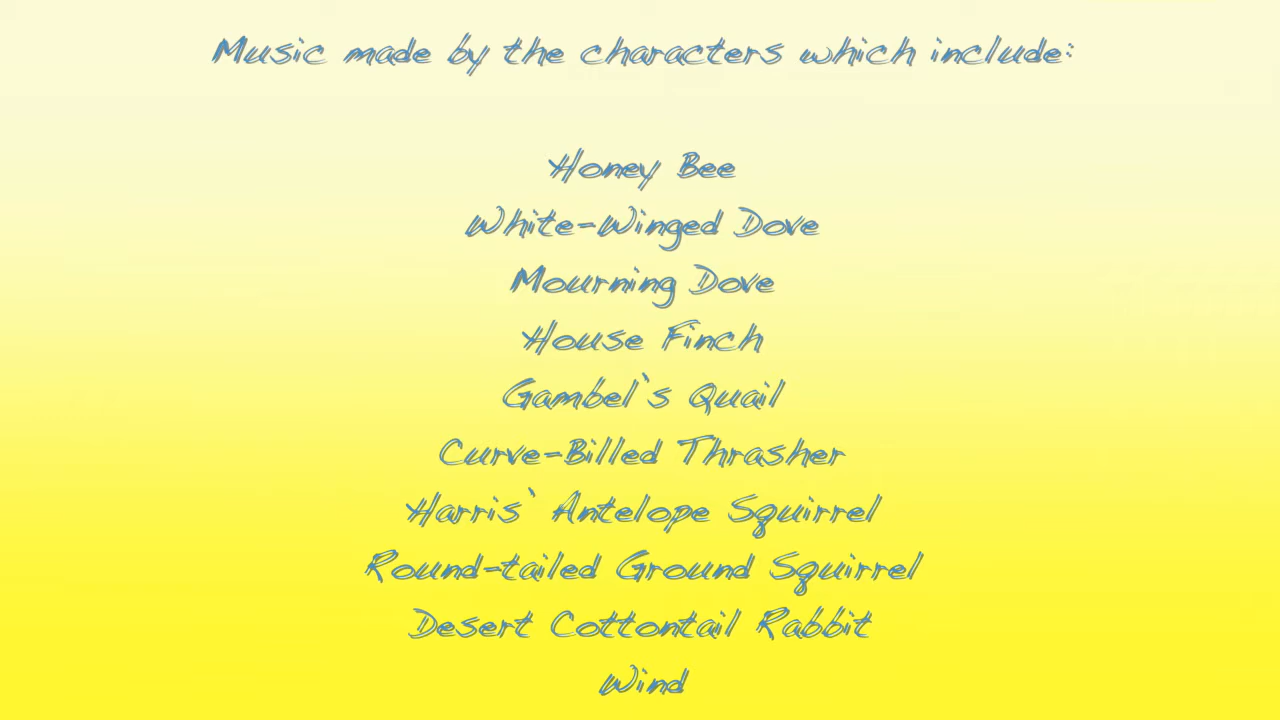 Music made by the characters which include:
Honey Bee
White-Winged Dove
Mourning Dove
House Finch
Gambel's Quail
Curve-Billed Thrasher
Harris' Antelope Squirrel
Round-tailed Ground Squirrel
Desert Cottontail Rabbit
Wind